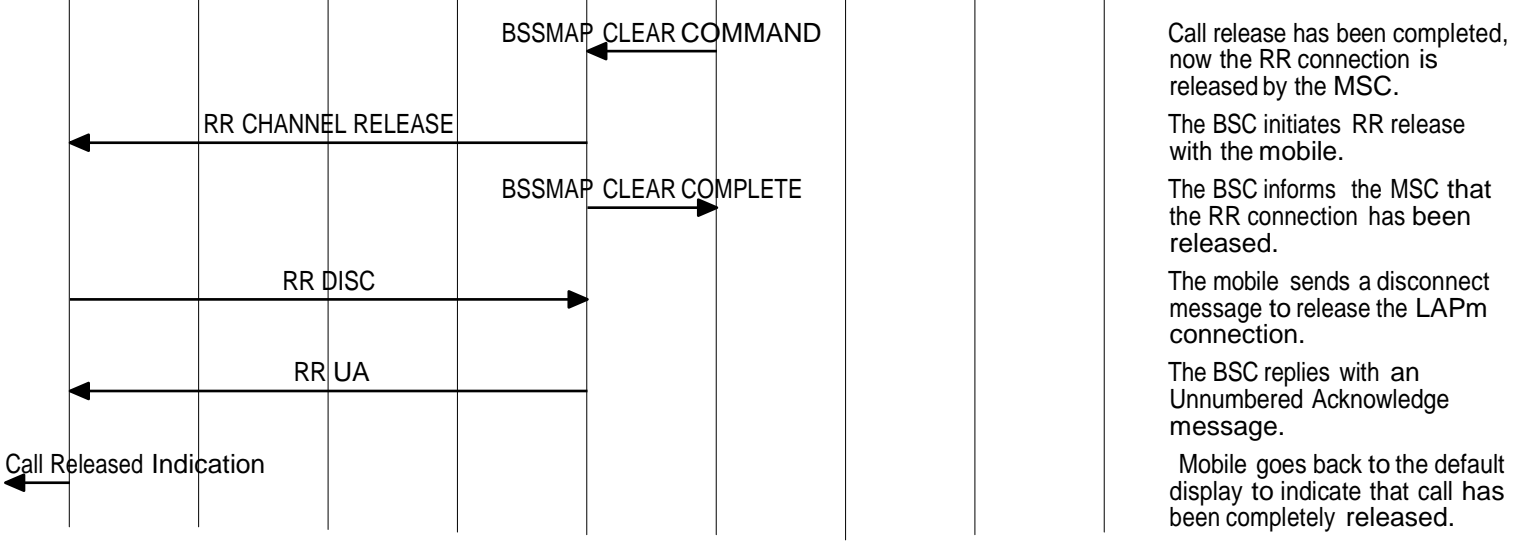 BSSMAP CLEAR COMMAND
Call release has been completed,
now the RR connection is
released by the MSC.
RR CHANNEL RELEASE
The BSC initiates RR release
with the mobile.
BSSMAP CLEAR COMPLETE
The BSC informs the MSC that
the RR connection has been
released.
RR DISC
The mobile sends a disconnect
message to release the LAPm
connection.
RR UA
The BSC replies with an
Unnumbered Acknowledge
message.
Call Released Indication
Mobile goes back to the default
display to indicate that call has
been completely released.